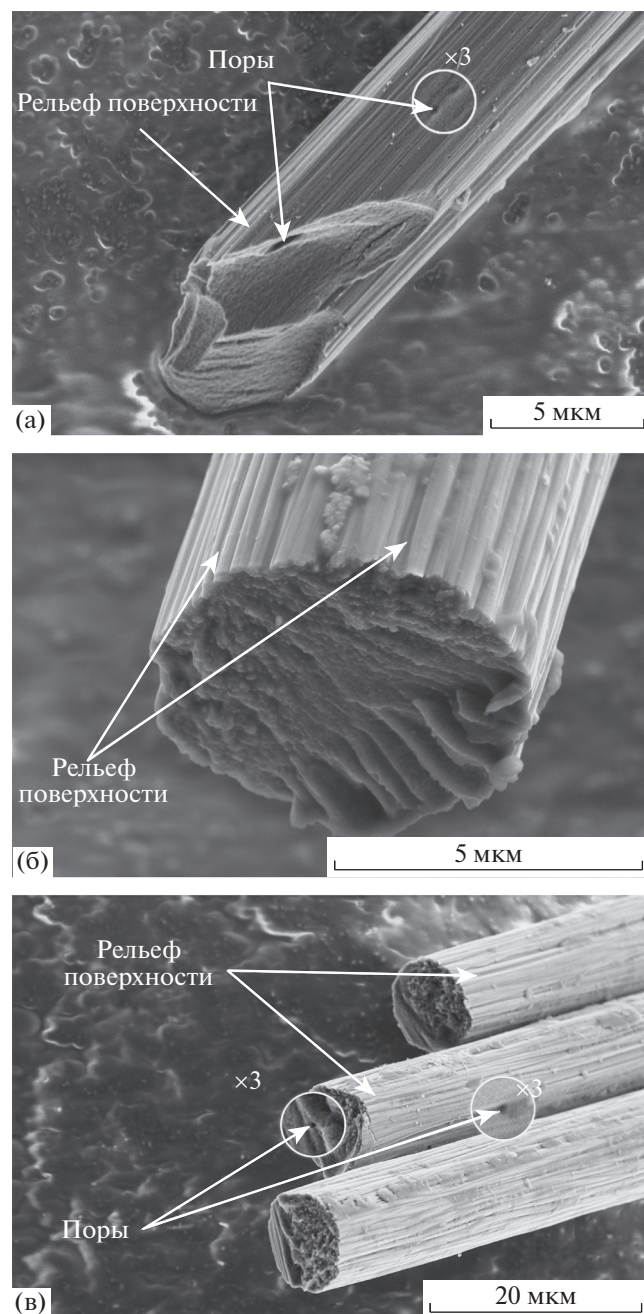 Поры
×3
Рельеф поверхности
(а)
5 мкм
Рельеф
поверхности
(б)
5 мкм
Рельеф
поверхности
×3
×3
Поры
(в)
20 мкм